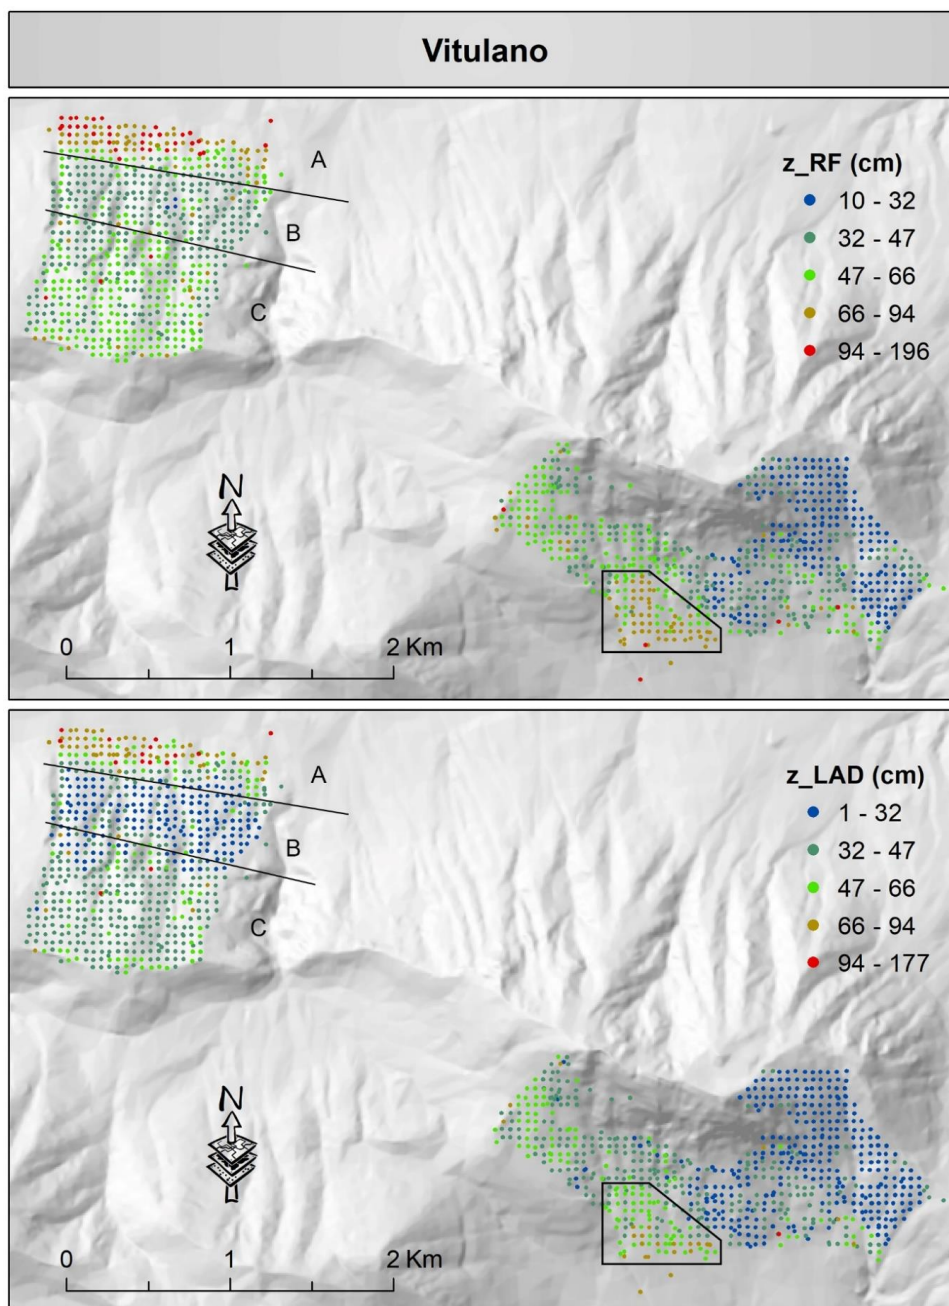 Vitulano
A
B
C
z_RF (cm)
10 - 32
32 - 47
47 - 66
66 - 94
94 - 196
N
0 1 2 Km
A
B
C
z_LAD (cm)
1 - 32
32 - 47
47 - 66
66 - 94
94 - 177
N
0 1 2 Km